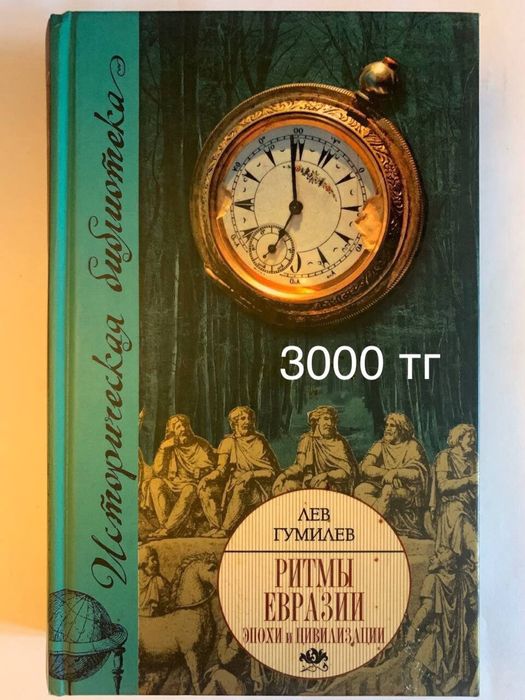 Историческая библиотека
3000 тг
ЛЕВ
ГУМИЛЕВ
РИТМЫ
ЕВРАЗИИ
ЭПОХИ и ЦИВИЛИЗАЦИИ